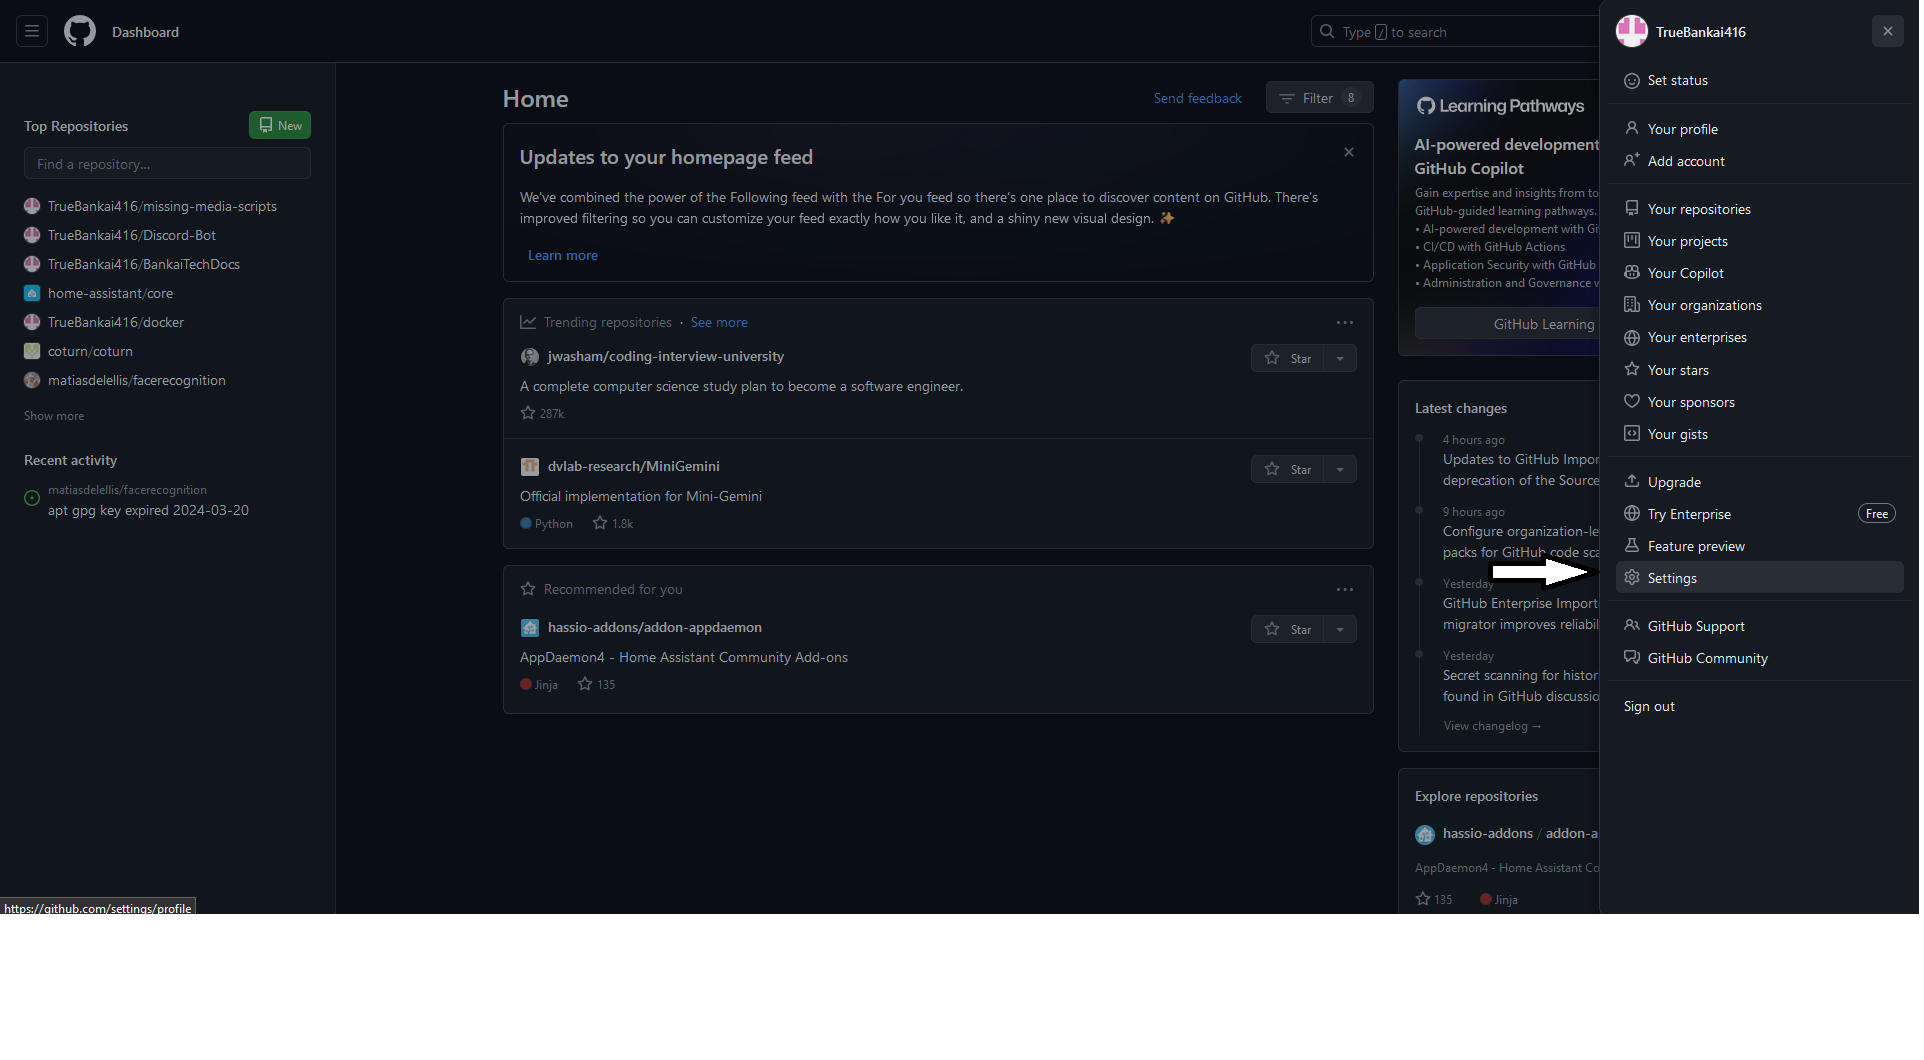 Dashboard
Type / to search
Top Repositories
New
Find a repository...
TrueBankai416/missing-media-scripts
TrueBankai416/Discord-Bot
TrueBankai416/BankaiTechDocs
home-assistant/core
TrueBankai416/docker
coturn/coturn
matiasdelellis/facerecognition
Show more
Recent activity
matiasdelellis/facerecognition
apt gpg key expired 2024-03-20
https://github.com/settings/profile
Home
Send feedback
Filter 8
Updates to your homepage feed
We've combined the power of the Following feed with the For you feed so there's one place to discover content on GitHub. There's
improved filtering so you can customize your feed exactly how you like it, and a shiny new visual design. ✨
Learn more
Trending repositories · See more
jwasham/coding-interview-university
Star
A complete computer science study plan to become a software engineer.
287k
dvlab-research/MiniGemini
Star
Official implementation for Mini-Gemini
Python 1.8k
Recommended for you
hassio-addons/addon-appdaemon
Star
AppDaemon4 - Home Assistant Community Add-ons
Jinja 135
Learning Pathways
AI-powered development
GitHub Copilot
Gain expertise and insights from to
GitHub-guided learning pathways.
• AI-powered development with Gi
• CI/CD with GitHub Actions
• Application Security with GitHub
• Administration and Governance w
GitHub Learning
Latest changes
4 hours ago
Updates to GitHub Impor
deprecation of the Source
9 hours ago
Configure organization-le
packs for GitHub code sca
Yesterday
GitHub Enterprise Import
migrator improves reliabil
Yesterday
Secret scanning for histor
found in GitHub discussio
View changelog →
Explore repositories
hassio-addons / addon-a
AppDaemon4 - Home Assistant Co
135 Jinja
TrueBankai416
Set status
Your profile
Add account
Your repositories
Your projects
Your Copilot
Your organizations
Your enterprises
Your stars
Your sponsors
Your gists
Upgrade
Try Enterprise Free
Feature preview
Settings
GitHub Support
GitHub Community
Sign out